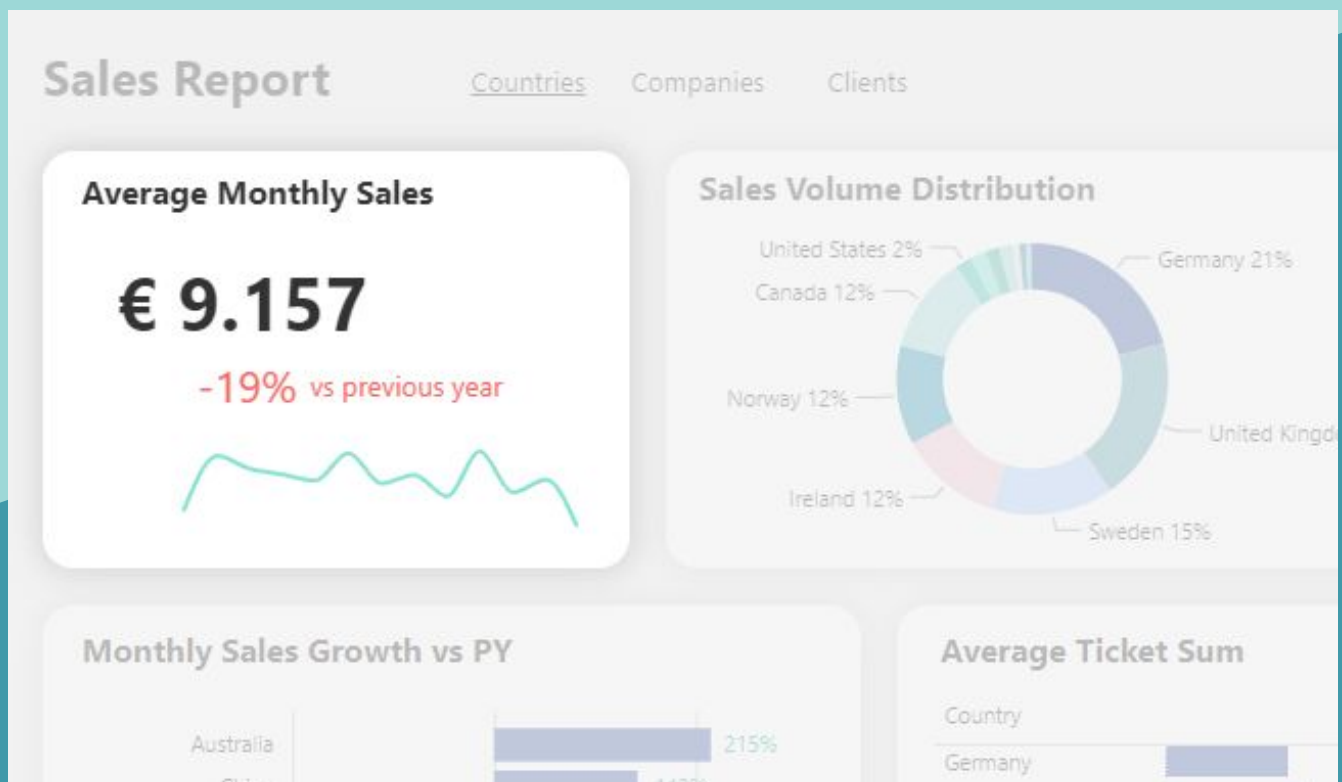 Sales Report
Countries Companies Clients
Average Monthly Sales
€ 9.157
-19% vs previous year
Sales Volume Distribution
United States 2%
Germany 21%
Canada 12%
Norway 12%
United
Ireland 12%
Sweden 15%
Monthly Sales Growth vs PY
Australia 215%
Average Ticket Sum
Country
Germany